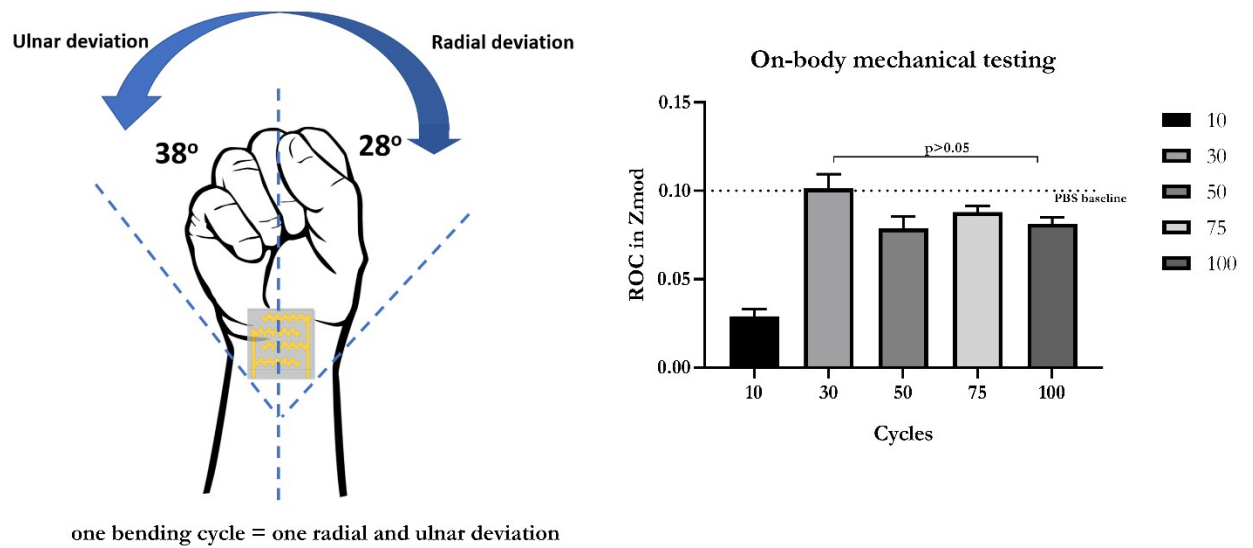 Ulnar deviation
Radial deviation
38º
28º
one bending cycle = one radial and ulnar deviation
On-body mechanical testing
ROC in Zmod
0.15
0.10
0.05
0.00
p>0.05
PBS baseline
10 30 50 75 100
Cycles
10
30
50
75
100